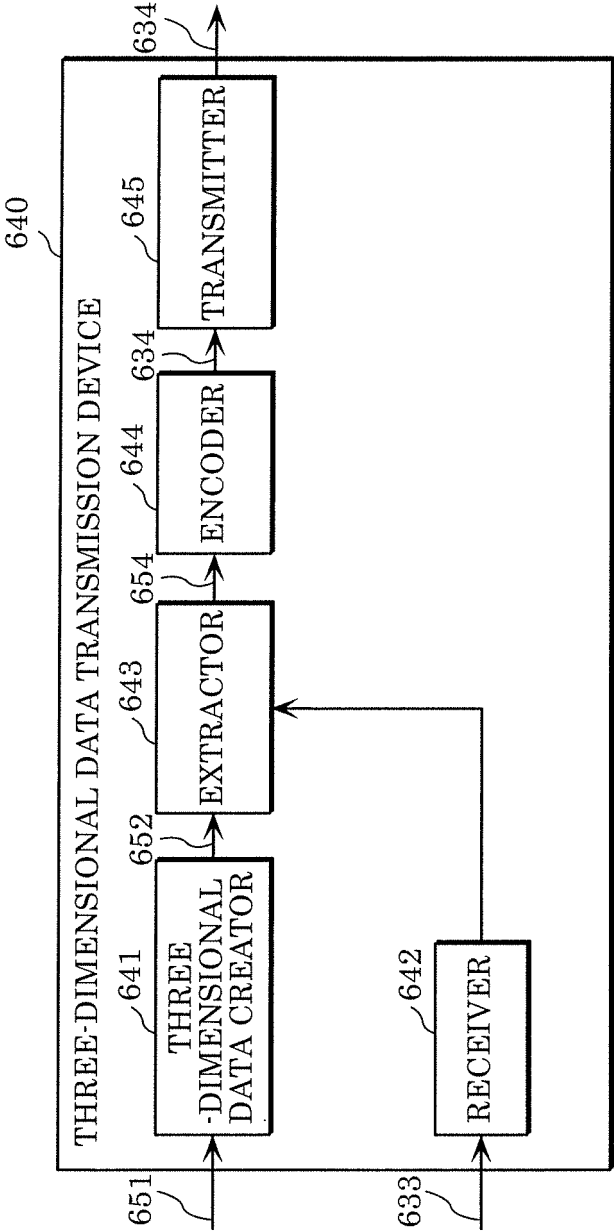 640
THREE-DIMENSIONAL DATA TRANSMISSION DEVICE
651
641
THREE
-DIMENSIONAL
DATA CREATOR
652
643
EXTRACTOR
654
644
ENCODER
634
645
TRANSMITTER
634
633
642
RECEIVER